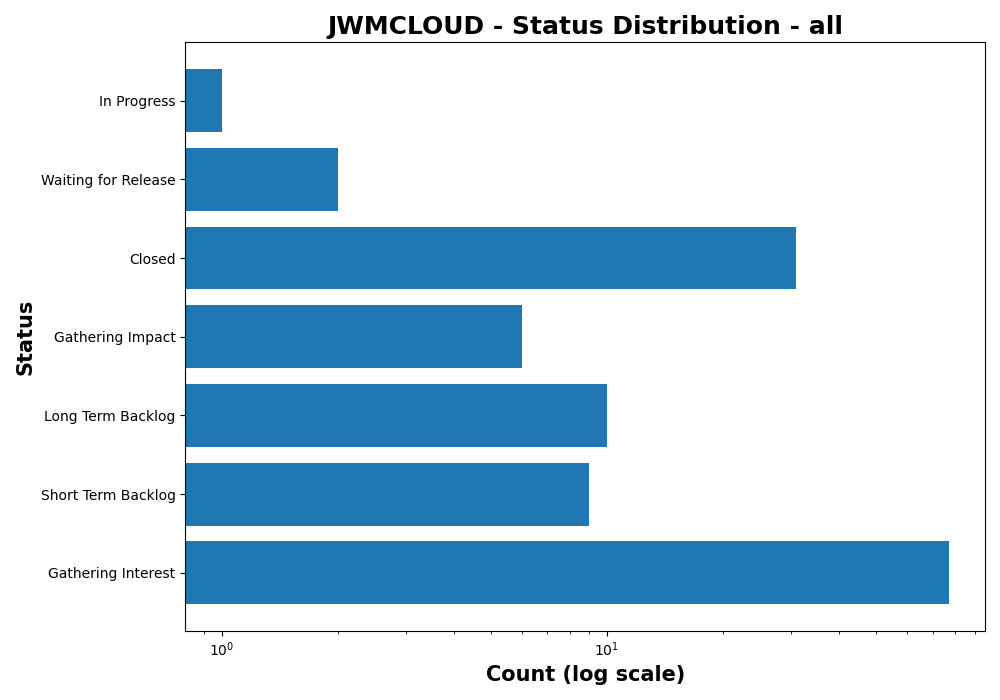 JWMCLOUD - Status Distribution - all
In Progress
Waiting for Release
Closed
Gathering Impact
Long Term Backlog
Short Term Backlog
Gathering Interest
Status
10⁰ 10¹
Count (log scale)